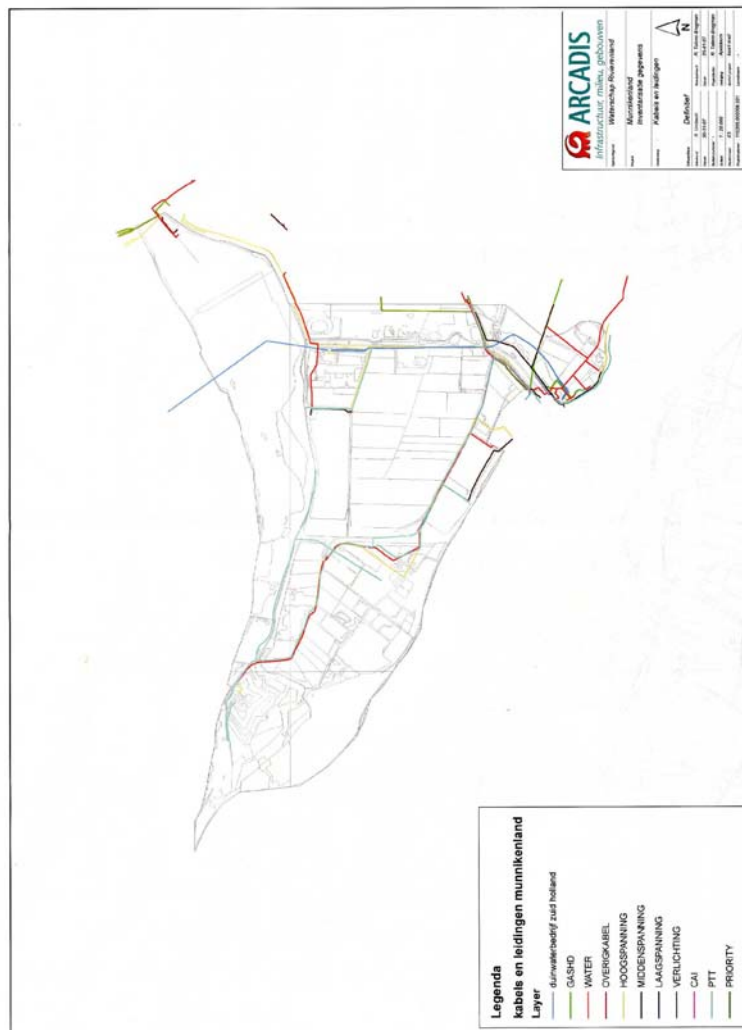 ARCADIS
Infrastructuur, milieu, gebouwen
Waterschap Rivierenland
Munnikenland
Inventarisatie gegevens
Kabels en leidingen
Definitief
N
Legenda
kabels en leidingen munnikenland
Layer
duinwaterbedrijf zuid holland
GASHD
WATER
OVERIGKABEL
HOOGSPANNING
MIDDENSPANNING
LAAGSPANNING
VERLICHTING
CAI
PTT
PRIORITY